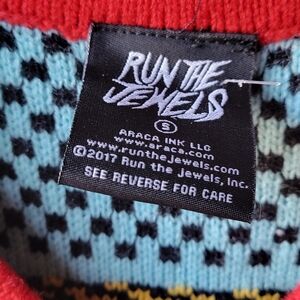 RUN THE
JEWELS
S
ARACA INK LLC
www.araca.com
www.runthejewels.com
©2017 Run the Jewels, Inc.
SEE REVERSE FOR CARE